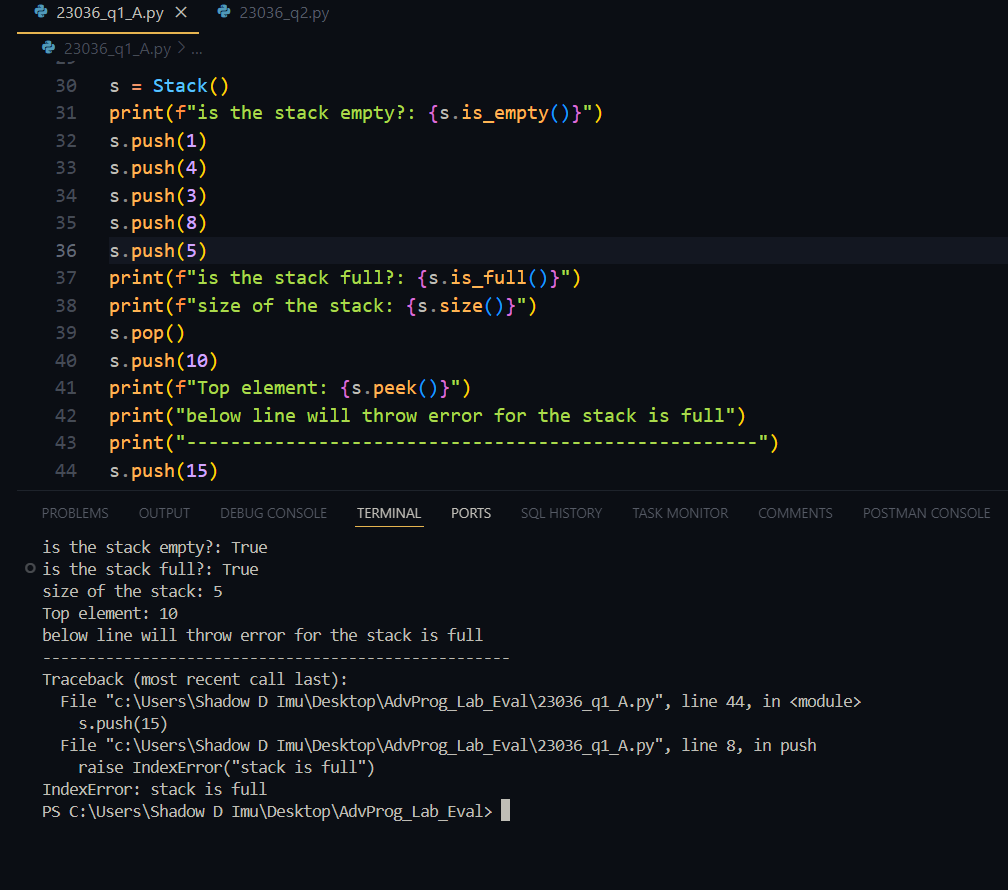 23036_q1_A.py × 23036_q2.py
23036_q1_A.py > ...
29
30 s = Stack()
31 print(f"is the stack empty?: {s.is_empty()}")
32 s.push(1)
33 s.push(4)
34 s.push(3)
35 s.push(8)
36 s.push(5)
37 print(f"is the stack full?: {s.is_full()}")
38 print(f"size of the stack: {s.size()}")
39 s.pop()
40 s.push(10)
41 print(f"Top element: {s.peek()}")
42 print("below line will throw error for the stack is full")
43 print("----------------------------------------------------")
44 s.push(15)
PROBLEMS OUTPUT DEBUG CONSOLE TERMINAL PORTS SQL HISTORY TASK MONITOR COMMENTS POSTMAN CONSOLE
is the stack empty?: True
is the stack full?: True
size of the stack: 5
Top element: 10
below line will throw error for the stack is full
----------------------------------------------------
Traceback (most recent call last):
  File "c:\Users\Shadow D Imu\Desktop\AdvProg_Lab_Eval\23036_q1_A.py", line 44, in <module>
    s.push(15)
  File "c:\Users\Shadow D Imu\Desktop\AdvProg_Lab_Eval\23036_q1_A.py", line 8, in push
    raise IndexError("stack is full")
IndexError: stack is full
PS C:\Users\Shadow D Imu\Desktop\AdvProg_Lab_Eval>